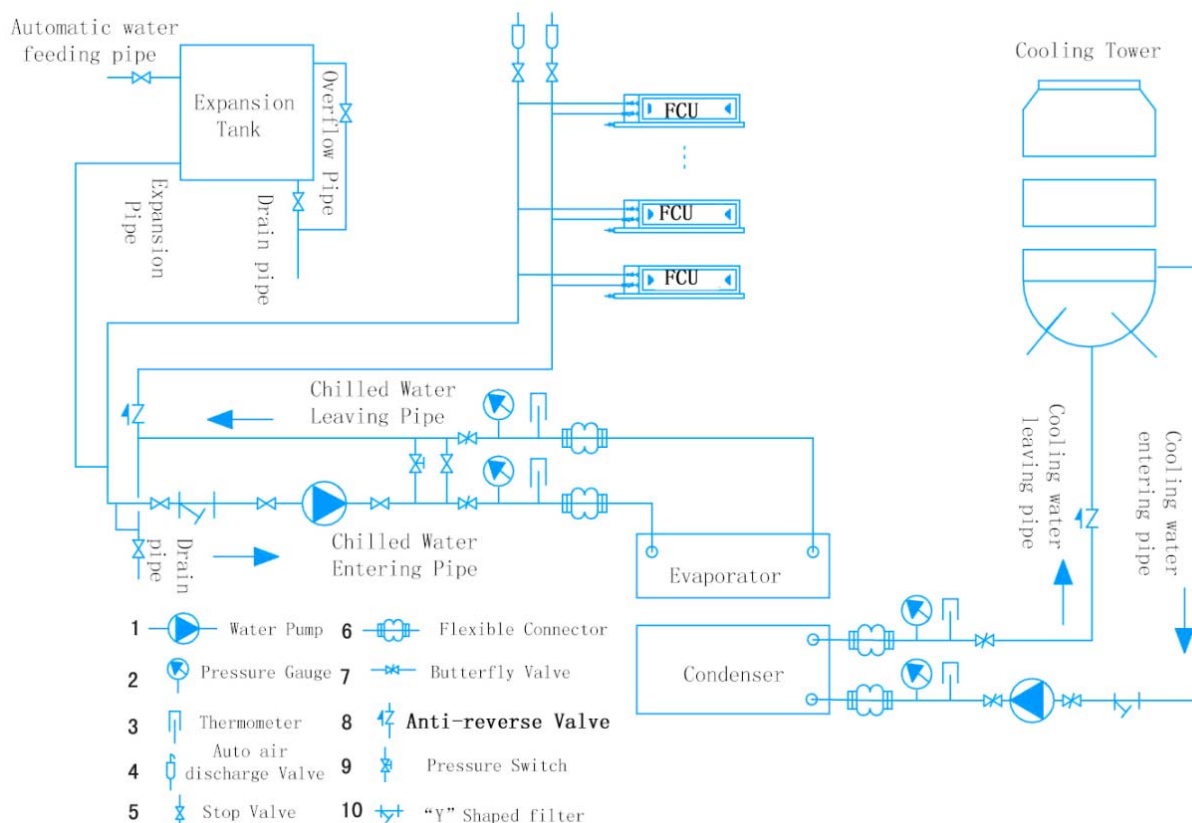 Automatic water
feeding pipe
Expansion
Tank
Overflow Pipe
Expansion
Pipe
Drain pipe
FCU
FCU
FCU
Cooling Tower
Chilled Water
Leaving Pipe
Cooling water
leaving pipe
Cooling water
entering pipe
Drain
pipe
Chilled Water
Entering Pipe
Evaporator
Condenser
1 Water Pump
2 Pressure Gauge
3 Thermometer
4 Auto air
discharge Valve
5 Stop Valve
6 Flexible Connector
7 Butterfly Valve
8 Anti-reverse Valve
9 Pressure Switch
10 “Y” Shaped filter